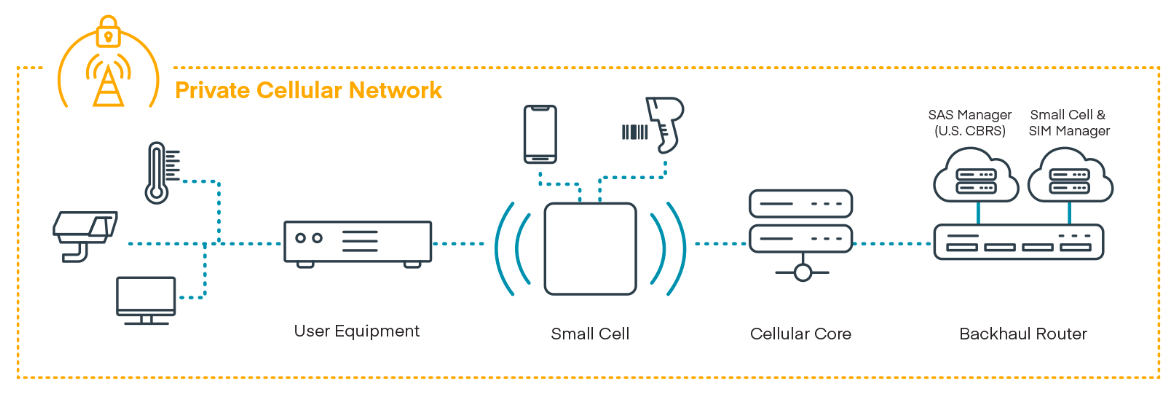 Private Cellular Network
SAS Manager
(U.S. CBRS)
Small Cell &
SIM Manager
User Equipment
Small Cell
Cellular Core
Backhaul Router